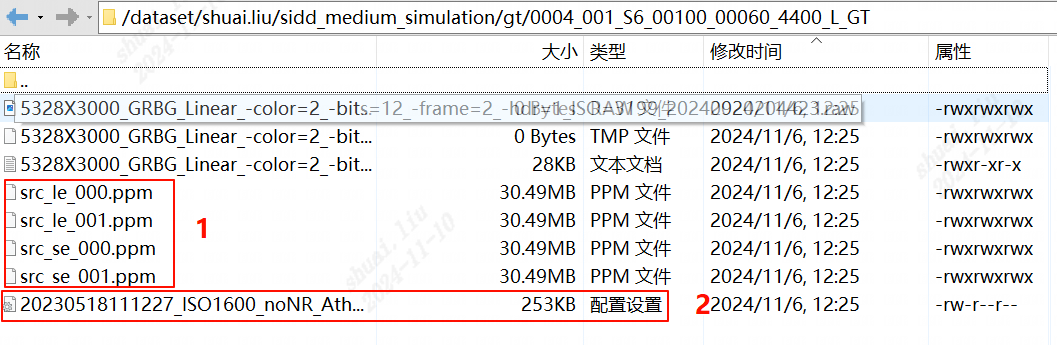 /dataset/shuai.liu/sidd_medium_simulation/gt/0004_001_S6_00100_00060_4400_L_GT
名称 大小 类型 修改时间 属性
..
5328X3000_GRBG_Linear_-color=2_-bits=12_-frame=2_-hdr= -rwxrwxrwx
5328X3000_GRBG_Linear_-color=2_-bit... 0 Bytes TMP 文件 2024/11/6, 12:25 -rwxrwxrwx
5328X3000_GRBG_Linear_-color=2_-bit... 28KB 文本文档 2024/11/6, 12:25 -rwxr-xr-x
src_le_000.ppm 30.49MB PPM 文件 2024/11/6, 12:25 -rwxrwxrwx
src_le_001.ppm 30.49MB PPM 文件 2024/11/6, 12:25 -rwxrwxrwx
1
src_se_000.ppm 30.49MB PPM 文件 2024/11/6, 12:25 -rwxrwxrwx
src_se_001.ppm 30.49MB PPM 文件 2024/11/6, 12:25 -rwxrwxrwx
20230518111227_ISO1600_noNR_Ath... 253KB 配置设置 2 2024/11/6, 12:25 -rw-r--r--
shuai.liu
2024-11-10